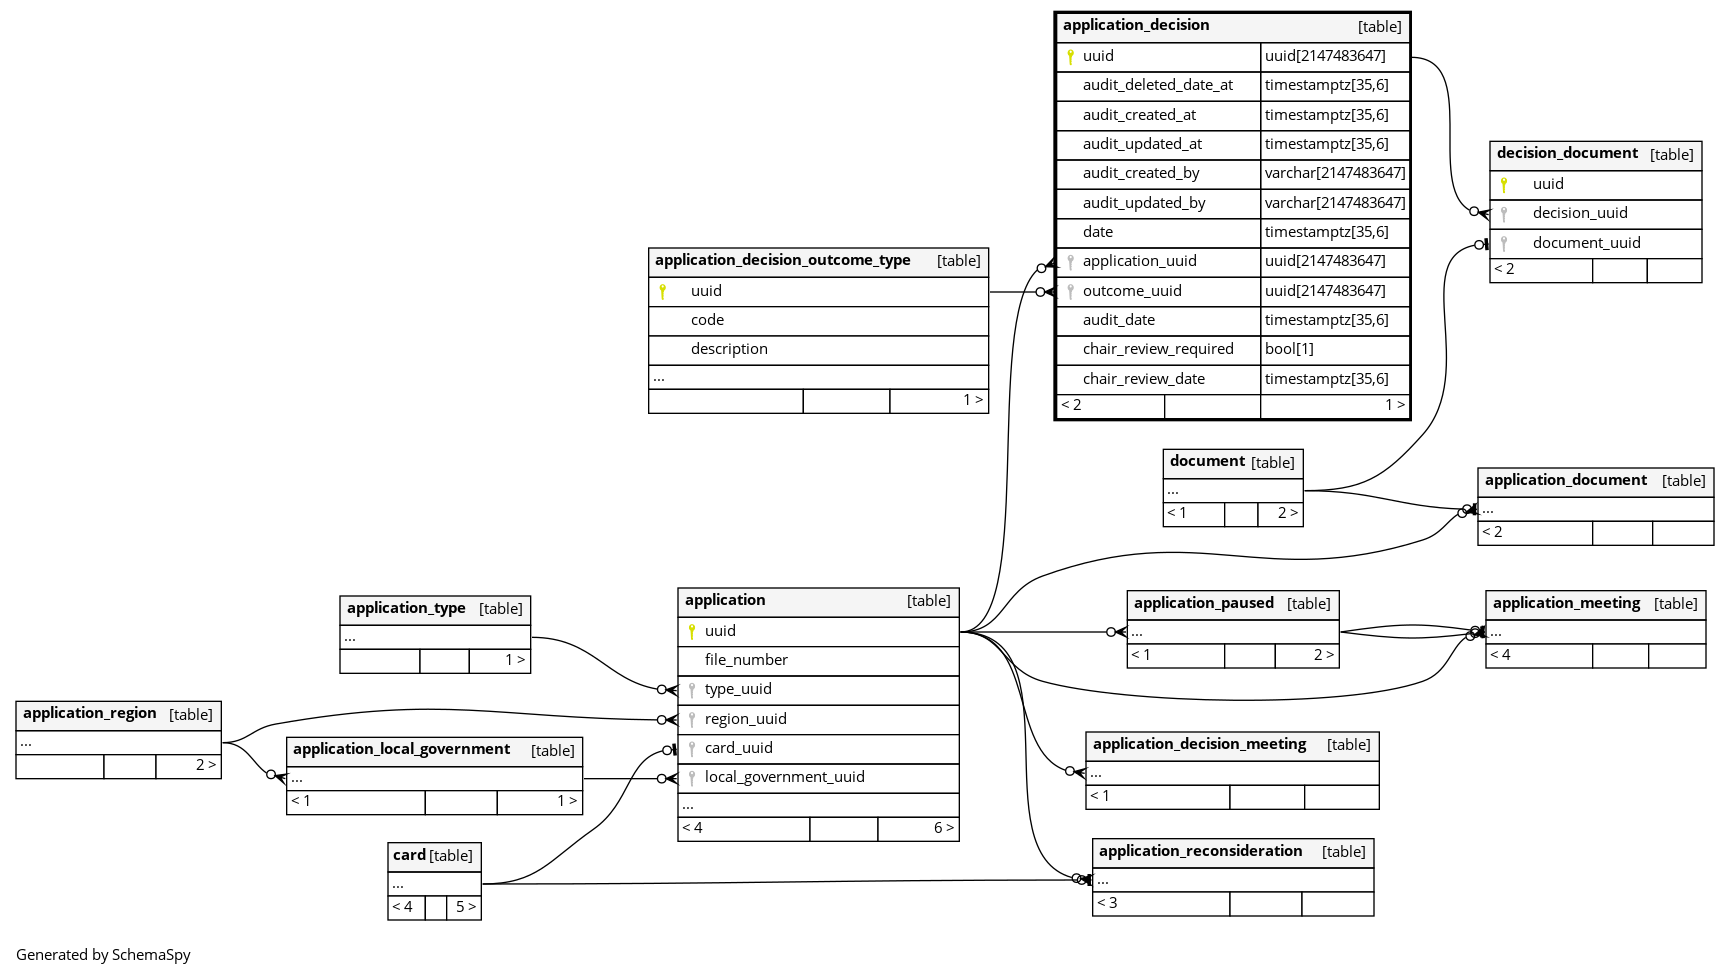 application_decision [table]
uuid uuid[2147483647]
audit_deleted_date_at timestamptz[35,6]
audit_created_at timestamptz[35,6]
audit_updated_at timestamptz[35,6]
audit_created_by varchar[2147483647]
audit_updated_by varchar[2147483647]
date timestamptz[35,6]
application_uuid uuid[2147483647]
outcome_uuid uuid[2147483647]
audit_date timestamptz[35,6]
chair_review_required bool[1]
chair_review_date timestamptz[35,6]
< 2 1 >
decision_document [table]
uuid
decision_uuid
document_uuid
< 2
application_decision_outcome_type [table]
uuid
code
description
...
1 >
document [table]
...
< 1 2 >
application_document [table]
...
< 2
application_type [table]
...
1 >
application [table]
uuid
file_number
type_uuid
region_uuid
card_uuid
local_government_uuid
...
< 4 6 >
application_paused [table]
...
< 1 2 >
application_meeting [table]
...
< 4
application_region [table]
...
2 >
application_local_government [table]
...
< 1 1 >
application_decision_meeting [table]
...
< 1
card [table]
...
< 4 5 >
application_reconsideration [table]
...
< 3
Generated by SchemaSpy